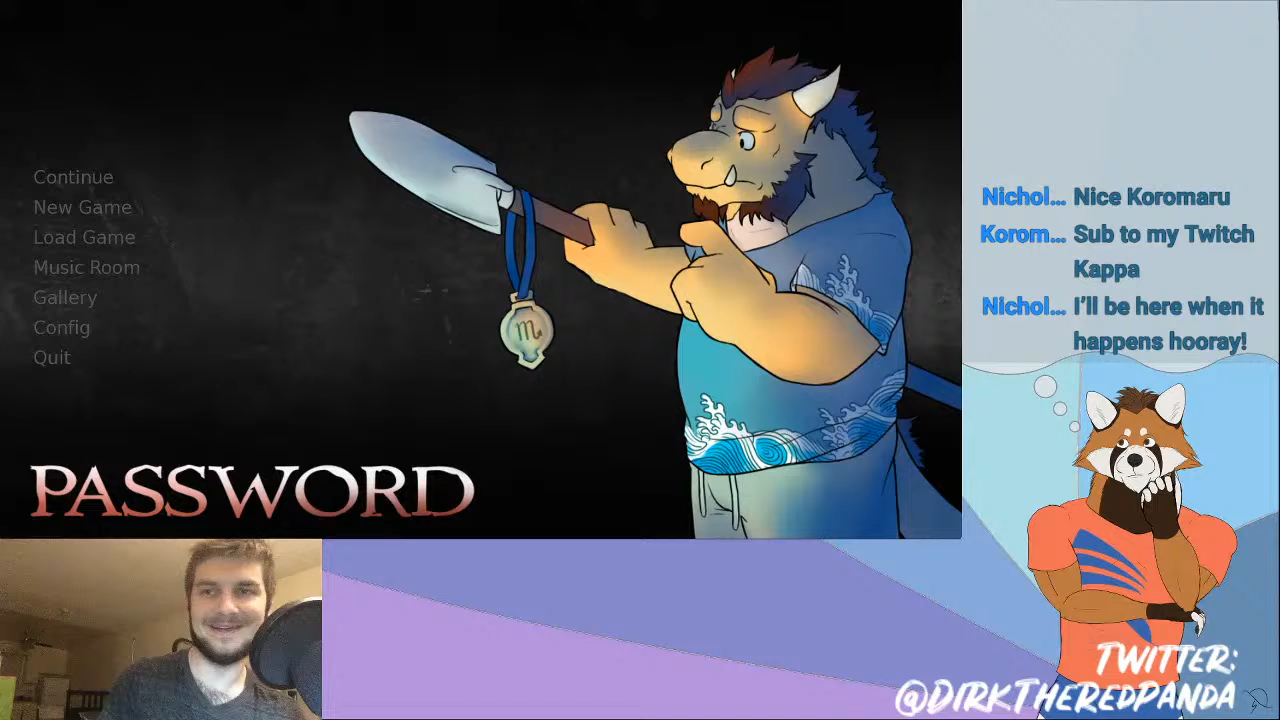 Continue
New Game
Load Game
Music Room
Gallery
Config
Quit
PASSWORD
Nichol... Nice Koromaru
Korom... Sub to my Twitch
Kappa
Nichol... I'll be here when it
happens hooray!
TWITTER:
@DIRKTHEREDPANDA